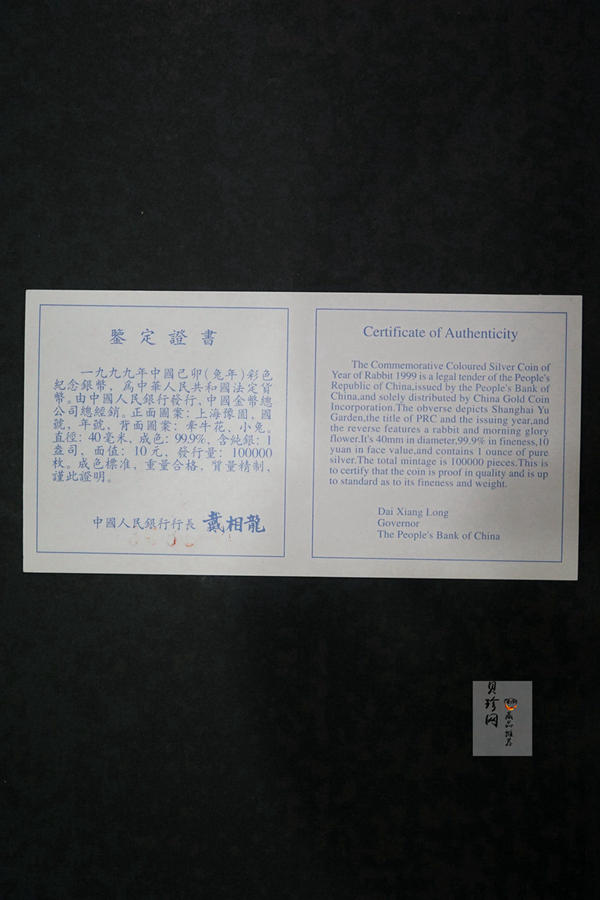 鑒定證書
一九九九年中國己卯(兔年)彩色
紀念銀幣、爲中華人民共和國法定貨
幣。由中國人民銀行發行、中國金幣總
公司總經銷。正面圖案：上海豫園，國
號，年號，背面圖案：牽牛花，小兔。
直徑：40毫米，成色：99.9%，含純銀：1
盎司，面值：10元，發行量：100000
枚。成色標准，重量合格，質量精制，
謹此證明。
中國人民銀行行長 戴相龍
Certificate of Authenticity
The Commemorative Coloured Silver Coin of
Year of Rabbit 1999 is a legal tender of the People's
Republic of China,issued by the People's Bank of
China,and solely distributed by China Gold Coin
Incorporation.The obverse depicts Shanghai Yu
Garden,the title of PRC and the issuing year,and
the reverse features a rabbit and morning glory
flower.It's 40mm in diameter,99.9% in fineness,10
yuan in face value,and contains 1 ounce of pure
silver.The total mintage is 100000 pieces.This is
to certify that the coin is proof in quality and is up
to standard as to its fineness and weight.
Dai Xiang Long
Governor
The People's Bank of China
贝珍网
藏品推荐